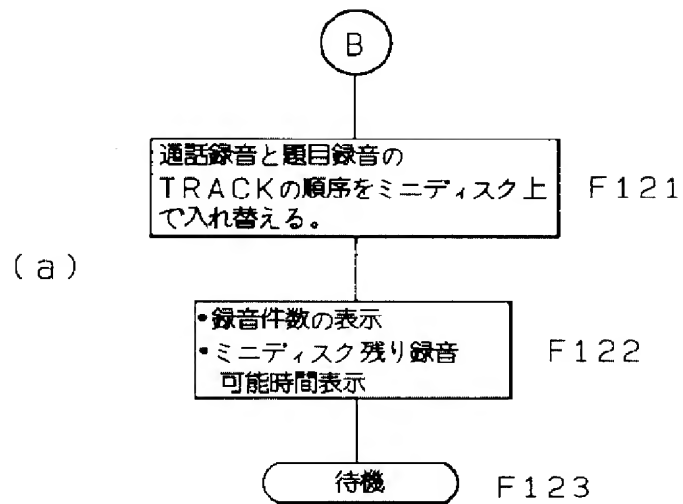 B
通話録音と題目録音の
TRACKの順序をミニディスク上
で入れ替える。
F121
(a)
・録音件数の表示
・ミニディスク残り録音
可能時間表示
F122
待機
F123